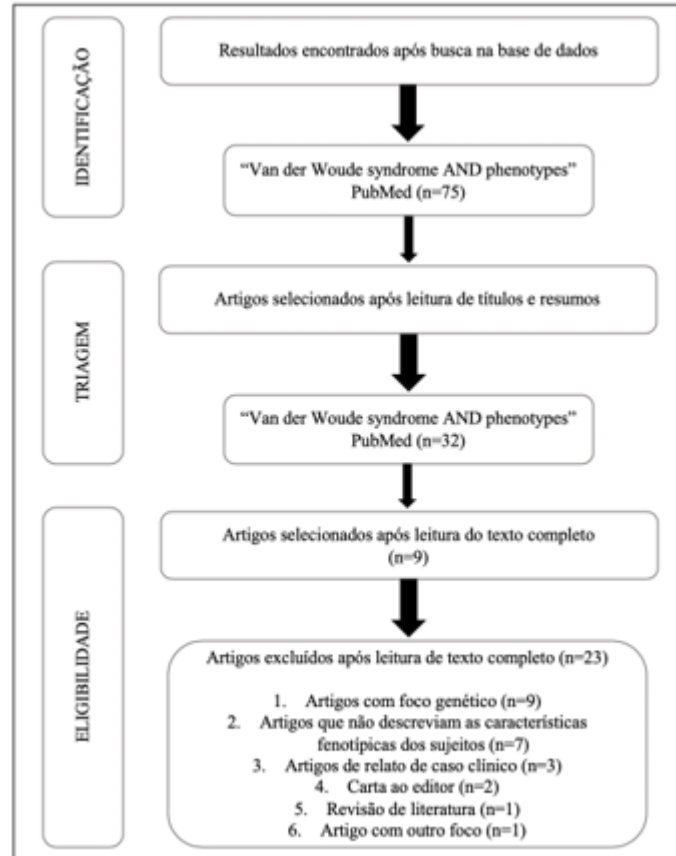 IDENTIFICAÇÃO
Resultados encontrados após busca na base de dados
“Van der Woude syndrome AND phenotypes”
PubMed (n=75)
TRIAGEM
Artigos selecionados após leitura de títulos e resumos
“Van der Woude syndrome AND phenotypes”
PubMed (n=32)
ELIGIBILIDADE
Artigos selecionados após leitura do texto completo
(n=9)
Artigos excluídos após leitura de texto completo (n=23)
1. Artigos com foco genético (n=9)
2. Artigos que não descreviam as características
fenotípicas dos sujeitos (n=7)
3. Artigos de relato de caso clínico (n=3)
4. Carta ao editor (n=2)
5. Revisão de literatura (n=1)
6. Artigo com outro foco (n=1)